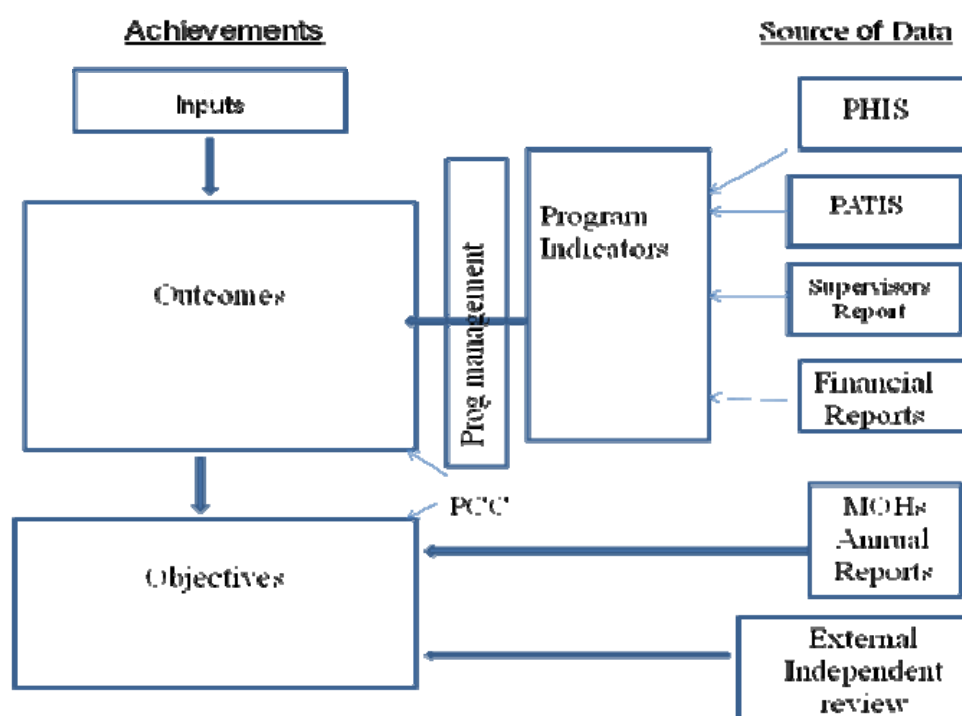 Achievements
Source of Data
Inputs
PHIS
PATIS
Program
Indicators
Prog management
Outcomes
Supervisors
Report
Financial
Reports
PCC
MOHs
Annual
Reports
Objectives
External
Independent
review